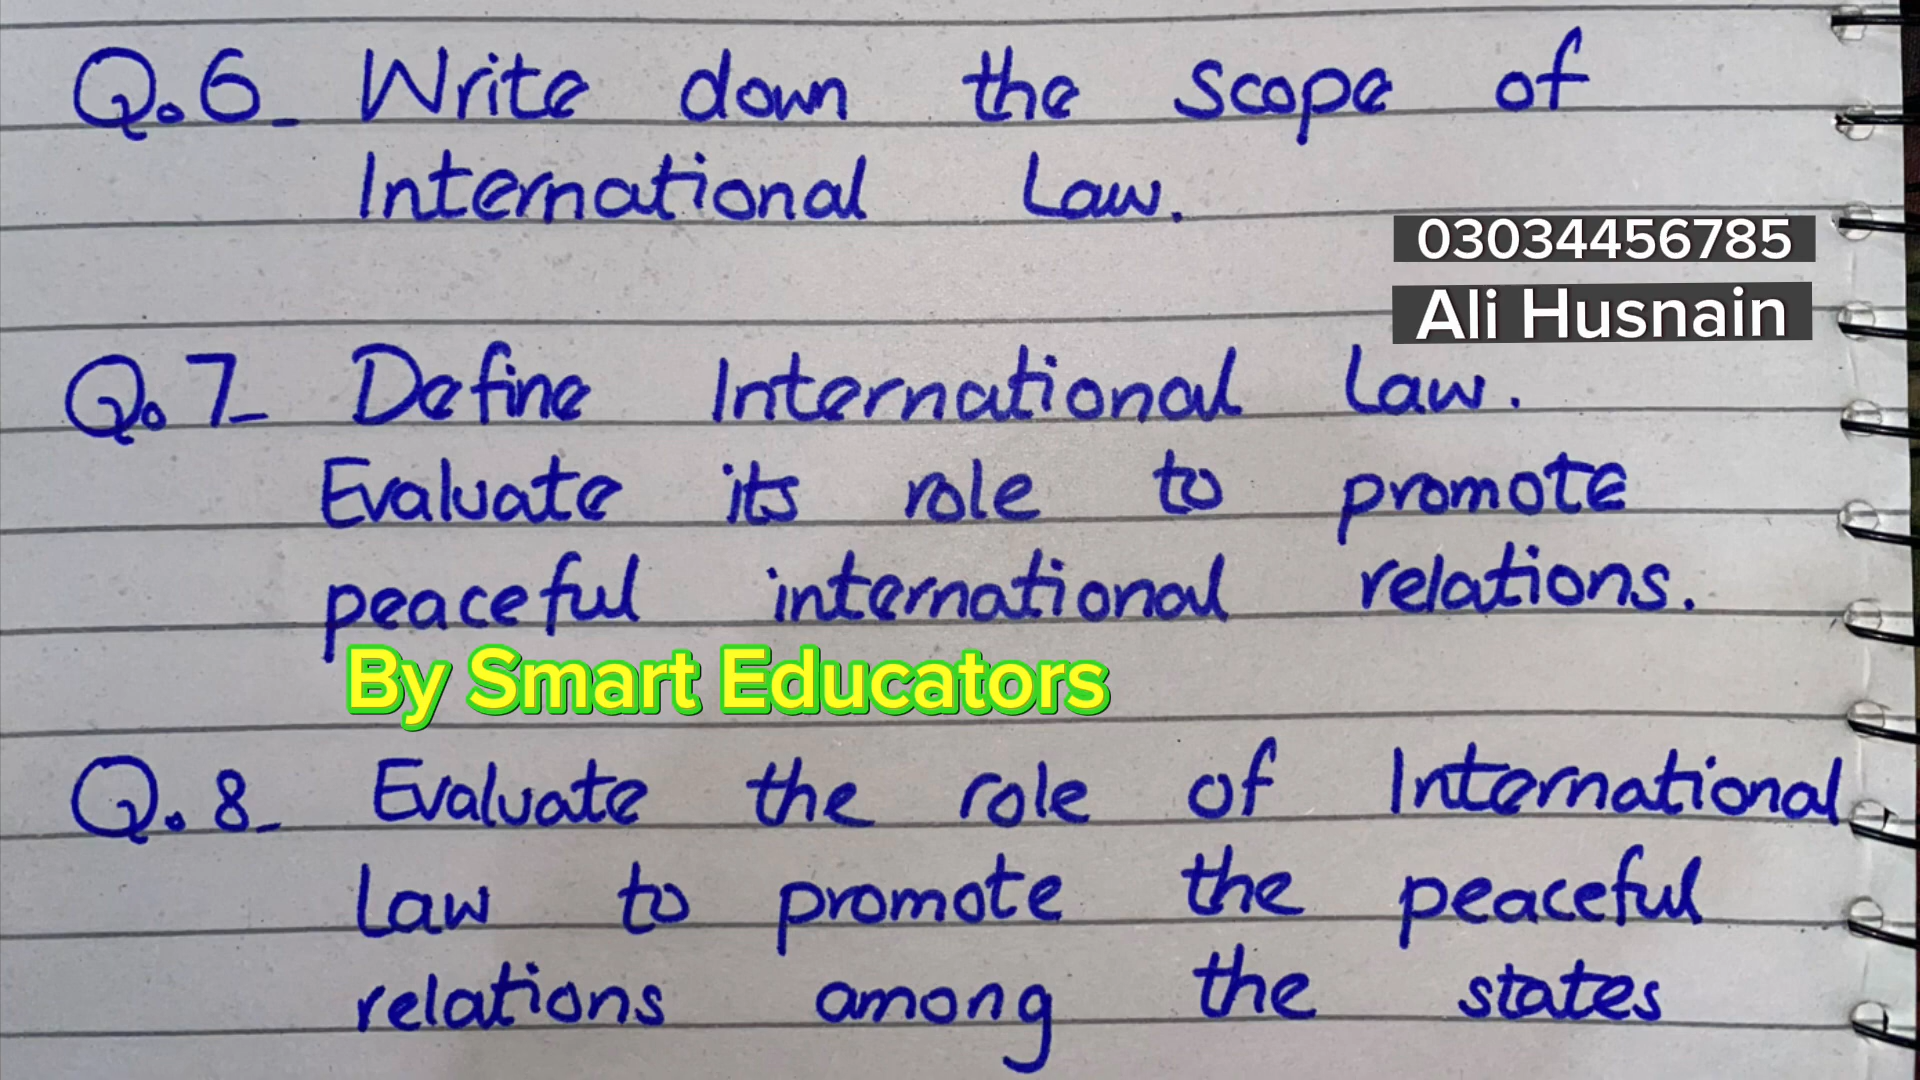 Q.6_ Write down the scope of
International Law.
03034456785
Ali Husnain
Q.7_ Define International Law.
Evaluate its role to promote
peaceful international relations.
By Smart Educators
Q.8_ Evaluate the role of International
Law to promote the peaceful
relations among the states